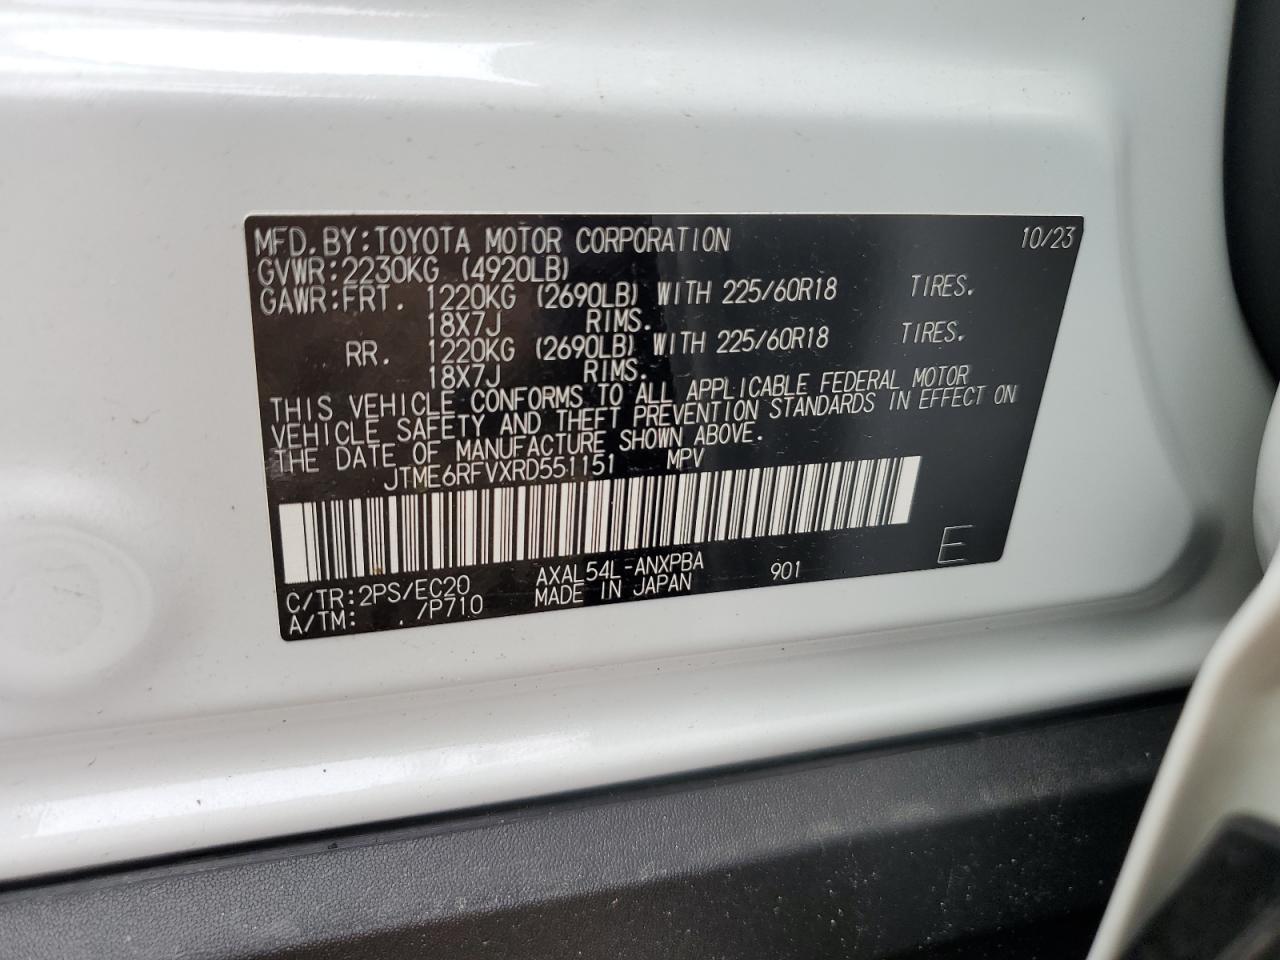 MFD.BY:TOYOTA MOTOR CORPORATION 10/23
GVWR:2230KG (4920LB)
GAWR:FRT. 1220KG (2690LB) WITH 225/60R18 TIRES.
18X7J RIMS.
RR. 1220KG (2690LB) WITH 225/60R18 TIRES.
18X7J RIMS.
THIS VEHICLE CONFORMS TO ALL APPLICABLE FEDERAL MOTOR
VEHICLE SAFETY AND THEFT PREVENTION STANDARDS IN EFFECT ON
THE DATE OF MANUFACTURE SHOWN ABOVE.
JTME6RFVXRD551151 MPV
C/TR:2PS/EC20 AXAL54L-ANXPBA 901 E
A/TM: . /P710 MADE IN JAPAN